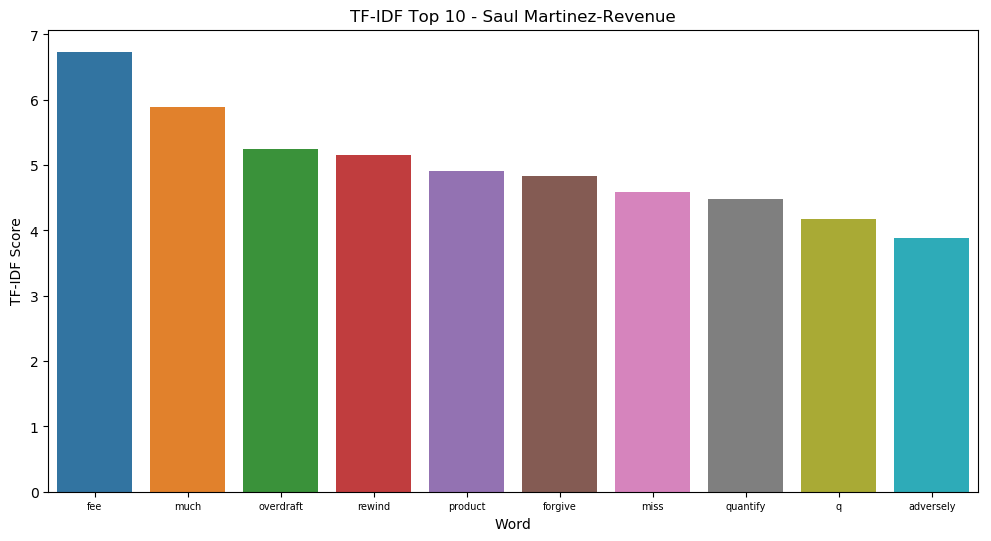 TF-IDF Top 10 - Saul Martinez-Revenue
7
6
5
4
3
2
1
0
TF-IDF Score
fee much overdraft rewind product forgive miss quantify q adversely
Word